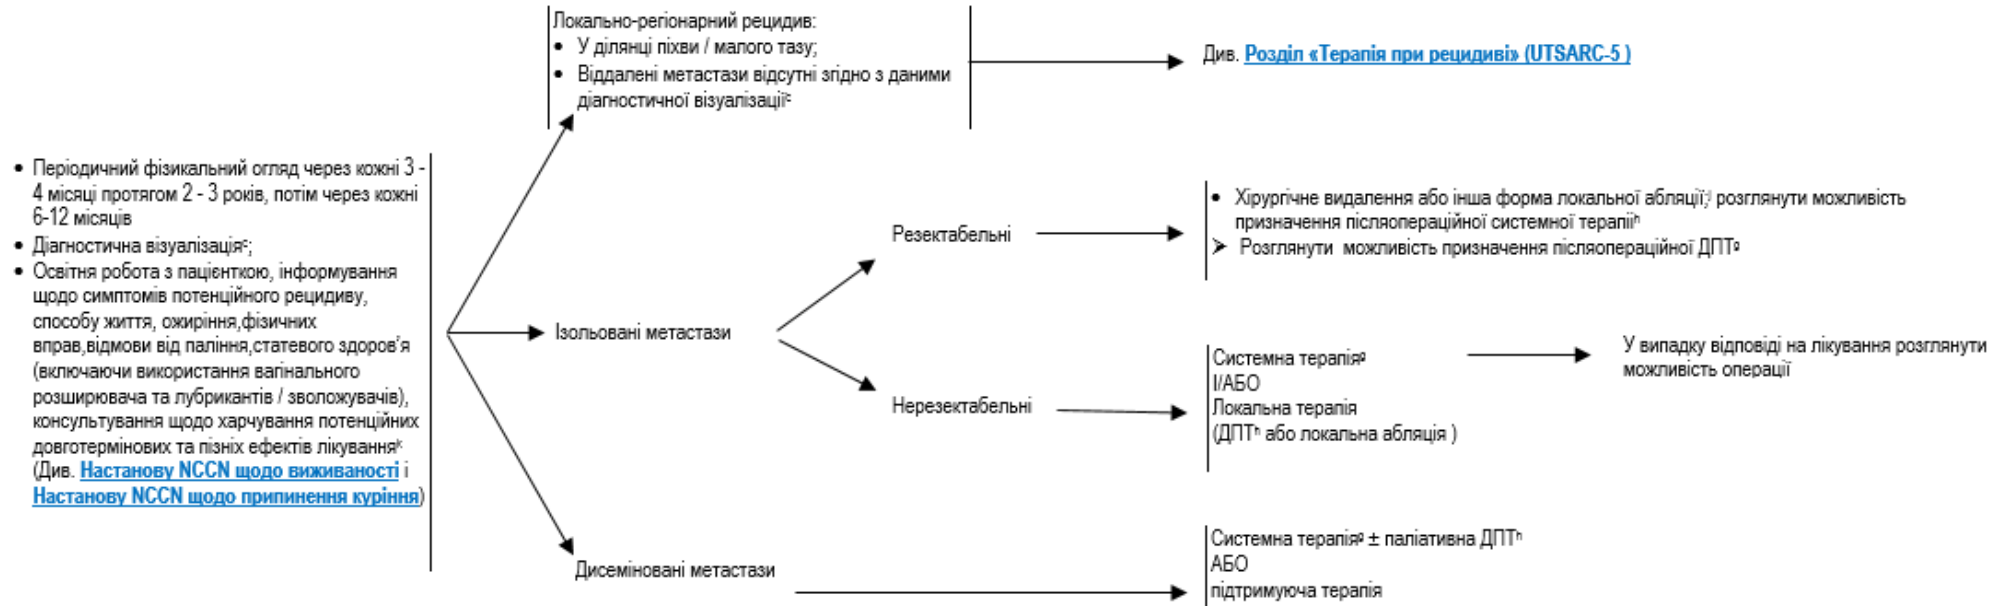 Локально-регіонарний рецидив:
• У ділянці піхви / малого тазу;
• Віддалені метастази відсутні згідно з даними
діагностичної візуалізаціїᶜ
Див. Розділ «Терапія при рецидиві» (UTSARC-5 )
• Періодичний фізикальний огляд через кожні 3 -
4 місяці протягом 2 - 3 років, потім через кожні
6-12 місяців
• Діагностична візуалізаціяᶜ;
• Освітня робота з пацієнткою, інформування
щодо симптомів потенційного рецидиву,
способу життя, ожиріння,фізичних
вправ,відмови від паління,статевого здоров’я
(включаючи використання вагінального
розширювача та лубрикантів / зволожувачів),
консультування щодо харчування потенційних
довготермінових та пізніх ефектів лікуванняᵏ
(Див. Настанову NCCN щодо виживаності і
Настанову NCCN щодо припинення куріння)
Ізольовані метастази
Резектабельні
• Хірургічне видалення або інша форма локальної абляції;ʲ розглянути можливість
призначення післяопераційної системної терапіїʰ
➢ Розглянути можливість призначення післяопераційної ДПТᵍ
Нерезектабельні
Системна терапіяᵍ
І/АБО
Локальна терапія
(ДПТʰ або локальна абляція )
У випадку відповіді на лікування розглянути
можливість операції
Дисеміновані метастази
Системна терапіяᵍ ± паліативна ДПТʰ
АБО
підтримуюча терапія